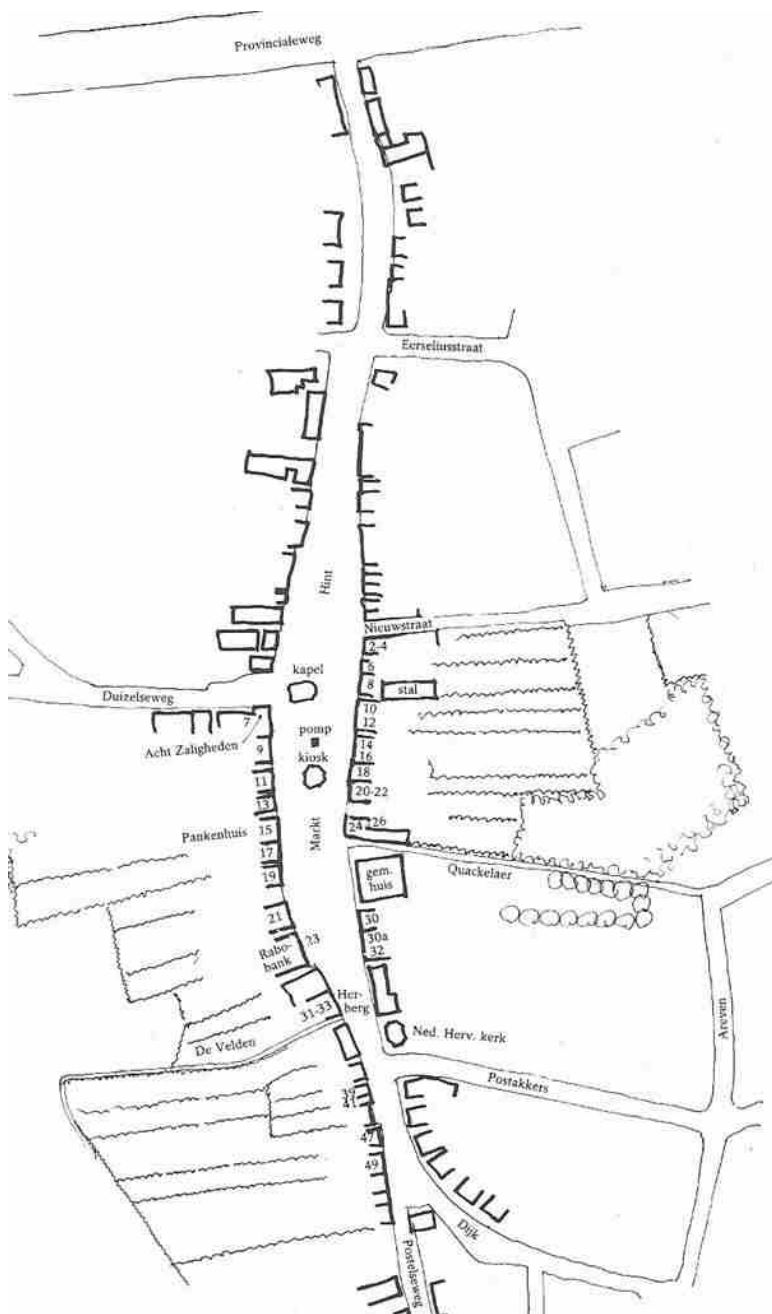 Provincialeweg
Eerseliusstraat
Hint
Nieuwstraat
2-4
6
kapel
8
stal
Duizelseweg
10
7
12
pomp
Acht Zaligheden
14
9
kiosk
16
18
11
20-22
13
24
26
15
Pankenhuis
Markt
17
gem.
huis
Quackelaer
19
21
30
23
30a
Rabo-
bank
32
Her-
berg
31-33
Areven
Ned. Herv. kerk
De Velden
Postakkers
39
41
47
49
Dijk
Postelseweg